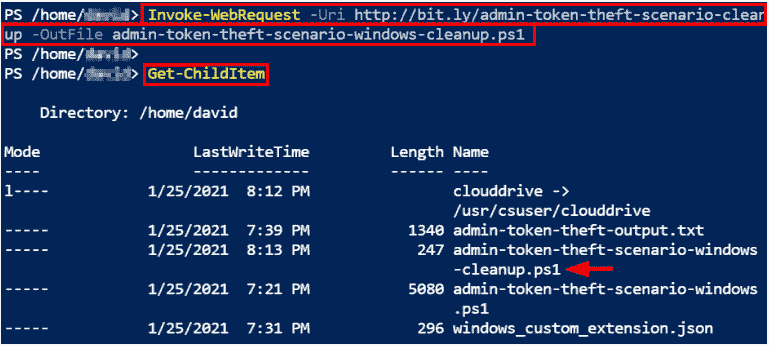 PS /home/> Invoke-WebRequest -Uri http://bit.ly/admin-token-theft-scenario-clean
up -OutFile admin-token-theft-scenario-windows-cleanup.ps1
PS /home/>
PS /home/> Get-ChildItem
Directory: /home/david
Mode LastWriteTime Length Name
---- ------------- ------ ----
l---- 1/25/2021 8:12 PM clouddrive ->
/usr/csuser/clouddrive
----- 1/25/2021 7:39 PM 1340 admin-token-theft-output.txt
----- 1/25/2021 8:13 PM 247 admin-token-theft-scenario-windows
-cleanup.ps1
----- 1/25/2021 7:21 PM 5080 admin-token-theft-scenario-windows
.ps1
----- 1/25/2021 7:31 PM 296 windows_custom_extension.json